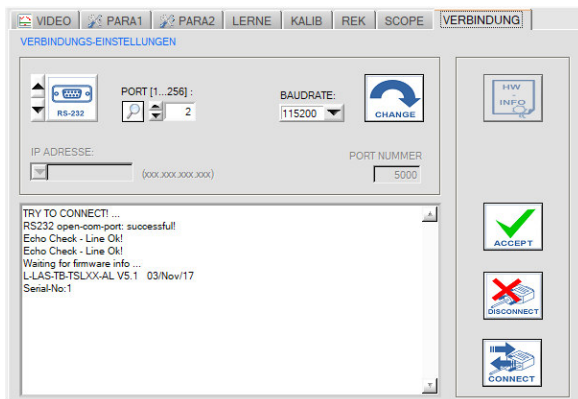 VIDEO PARA1 PARA2 LERNE KALIB REK SCOPE VERBINDUNG
VERBINDUNGS-EINSTELLUNGEN
RS-232
PORT [1...256] :
2
BAUDRATE:
115200
CHANGE
HW
-
INFO
IP ADRESSE:
(xxx.xxx.xxx.xxx)
PORT NUMMER
5000
TRY TO CONNECT! ...
RS232 open-com-port: successful!
Echo Check - Line Ok!
Echo Check - Line Ok!
Waiting for firmware info ...
L-LAS-TB-TSLXX-AL V5.1 03/Nov/17
Serial-No:1
ACCEPT
DISCONNECT
CONNECT